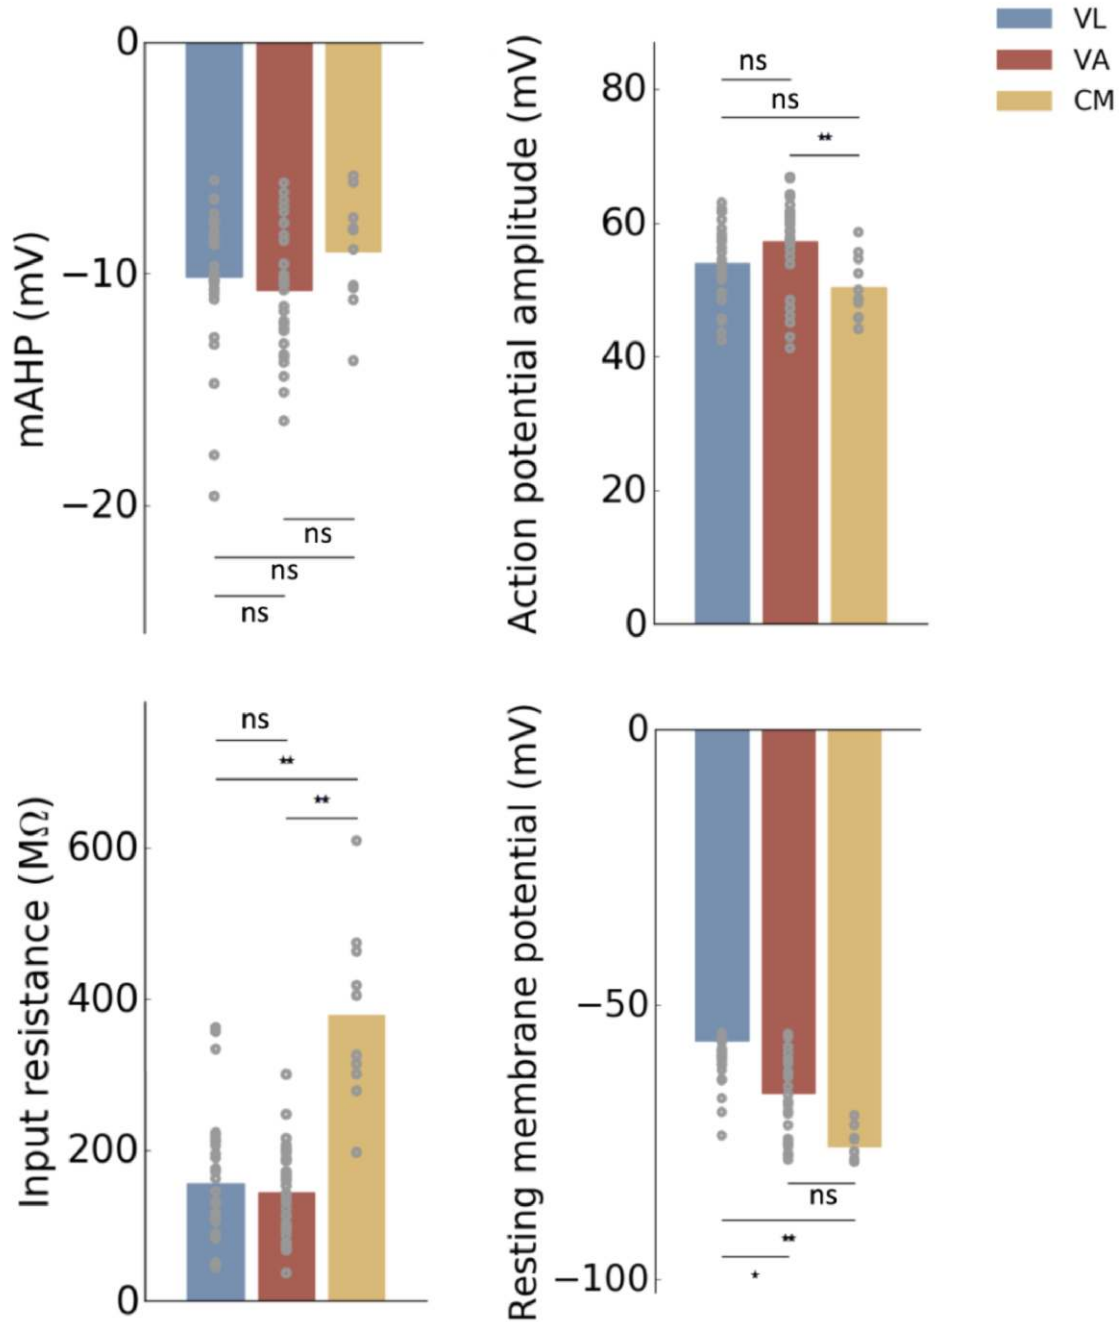 VL
VA
CM
mAHP (mV)
0
−10
−20
ns
ns
ns
Action potential amplitude (mV)
80
60
40
20
0
ns
ns
**
Input resistance (MΩ)
600
400
200
0
ns
**
**
Resting membrane potential (mV)
0
−50
−100
ns
**
*